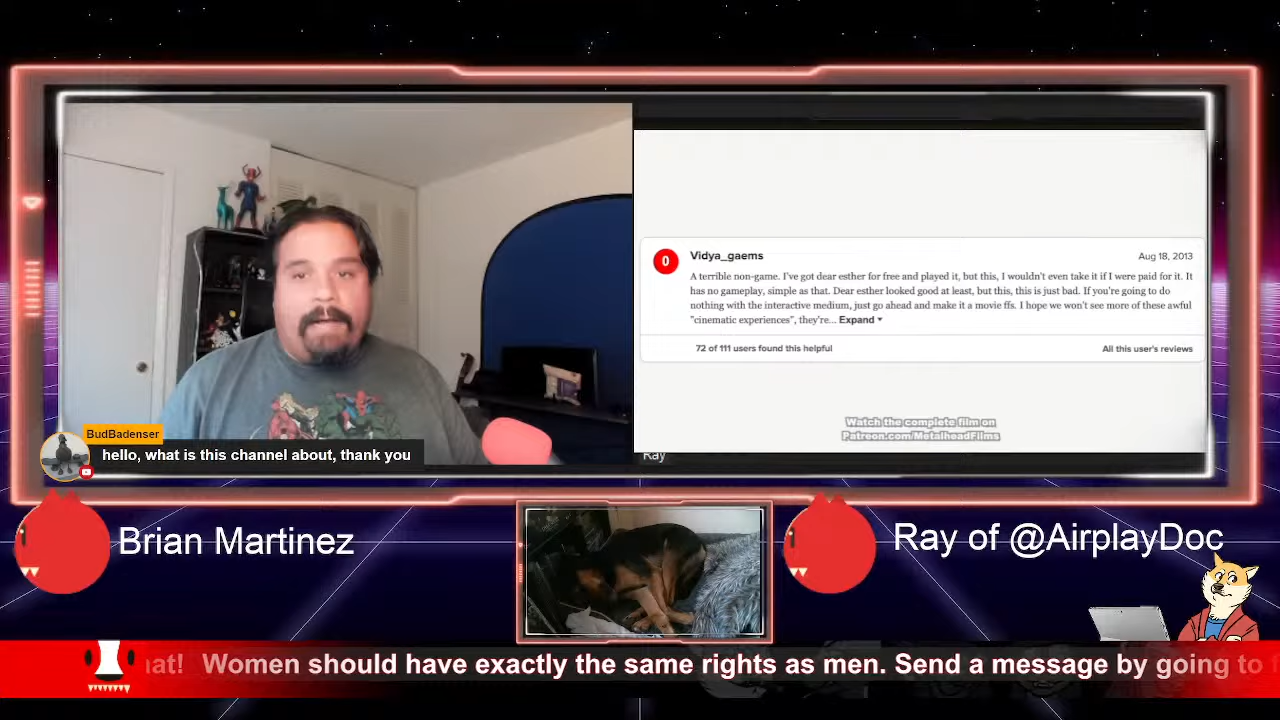 Vidya_gaems
Aug 18, 2013
0
A terrible non-game. I've got dear esther for free and played it, but this, I wouldn't even take it if I were paid for it. It
has no gameplay, simple as that. Dear esther looked good at least, but this, this is just bad. If you're going to do
nothing with the interactive medium, just go ahead and make it a movie ffs. I hope we won't see more of these awful
"cinematic experiences", they're... Expand
72 of 111 users found this helpful
All this user's reviews
Watch the complete film on
Patreon.com/MetalheadFilms
BudBadenser
hello, what is this channel about, thank you
Ray
Brian Martinez
Ray of @AirplayDoc
hat! Women should have exactly the same rights as men. Send a message by going to